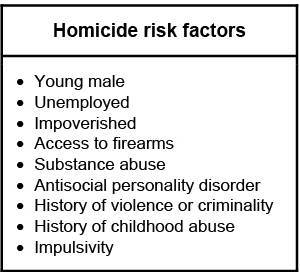 Homicide risk factors
• Young male
• Unemployed
• Impoverished
• Access to firearms
• Substance abuse
• Antisocial personality disorder
• History of violence or criminality
• History of childhood abuse
• Impulsivity